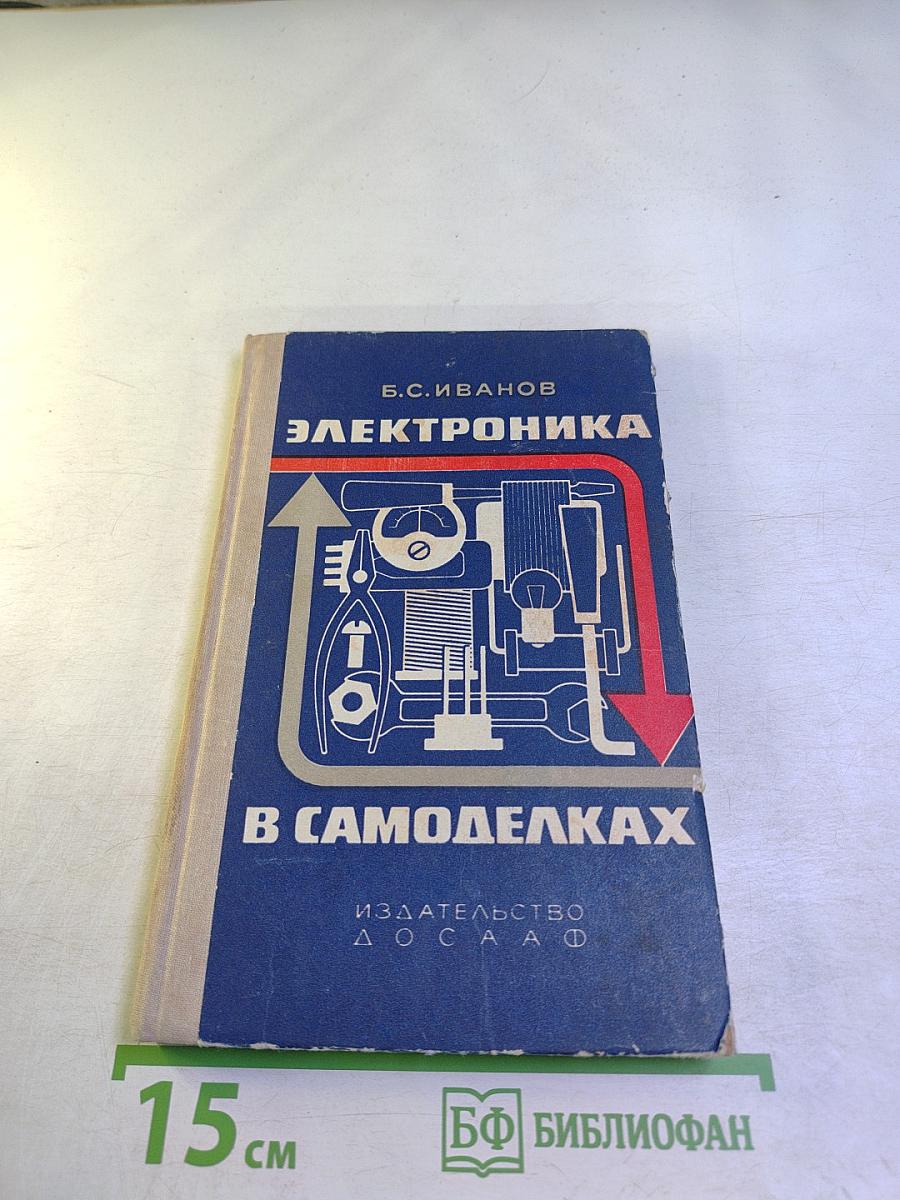 Б.С.ИВАНОВ
ЭЛЕКТРОНИКА
В САМОДЕЛКАХ
ИЗДАТЕЛЬСТВО
ДОСААФ
15 см
БФ БИБЛИОФАН